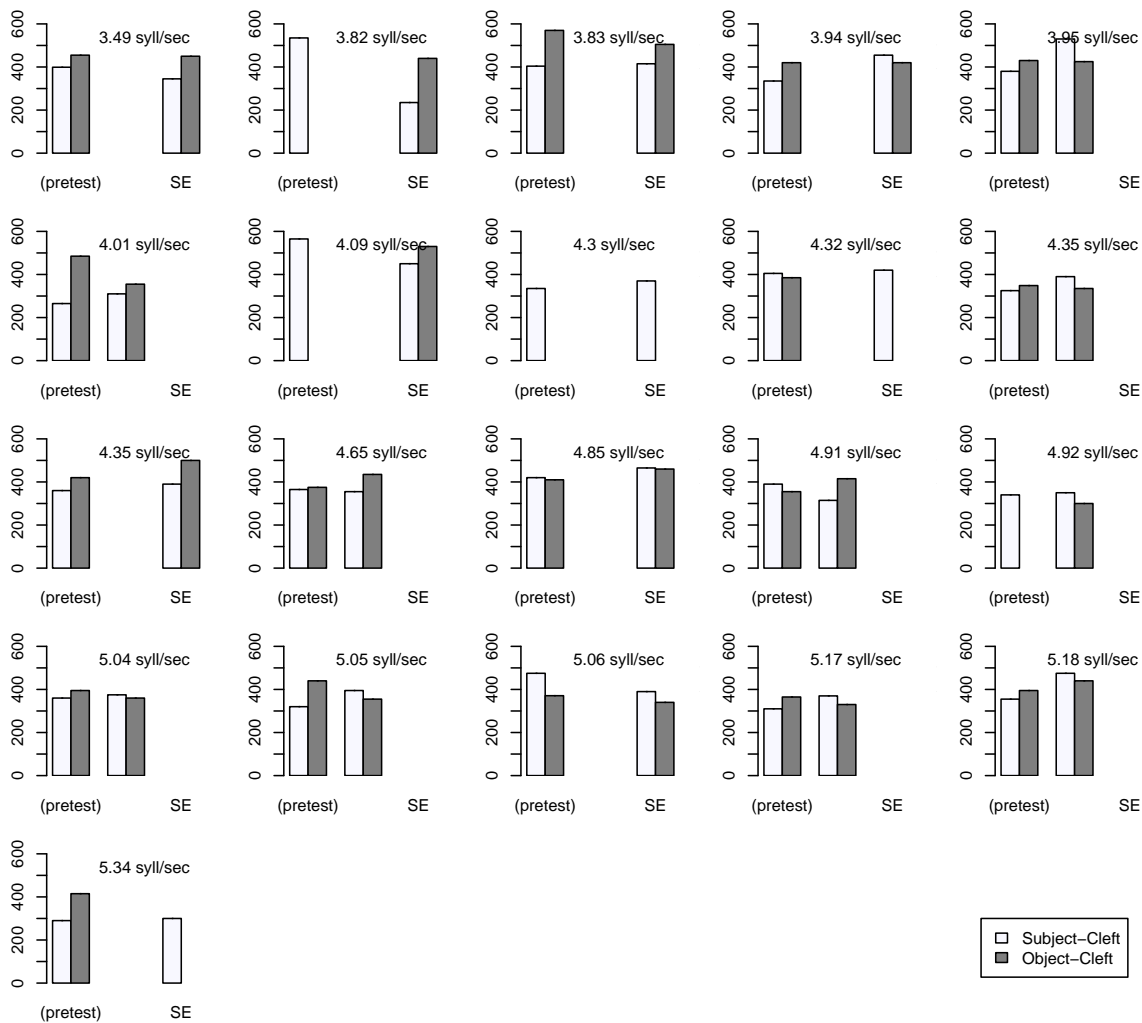 3.49 syll/sec 3.82 syll/sec 3.83 syll/sec 3.94 syll/sec 3.95 syll/sec
0 200 400 600 0 200 400 600 0 200 400 600 0 200 400 600 0 200 400 600
(pretest) SE (pretest) SE (pretest) SE (pretest) SE (pretest) SE
4.01 syll/sec 4.09 syll/sec 4.3 syll/sec 4.32 syll/sec 4.35 syll/sec
0 200 400 600 0 200 400 600 0 200 400 600 0 200 400 600 0 200 400 600
(pretest) SE (pretest) SE (pretest) SE (pretest) SE (pretest) SE
4.35 syll/sec 4.65 syll/sec 4.85 syll/sec 4.91 syll/sec 4.92 syll/sec
0 200 400 600 0 200 400 600 0 200 400 600 0 200 400 600 0 200 400 600
(pretest) SE (pretest) SE (pretest) SE (pretest) SE (pretest) SE
5.04 syll/sec 5.05 syll/sec 5.06 syll/sec 5.17 syll/sec 5.18 syll/sec
0 200 400 600 0 200 400 600 0 200 400 600 0 200 400 600 0 200 400 600
(pretest) SE (pretest) SE (pretest) SE (pretest) SE (pretest) SE
5.34 syll/sec
0 200 400 600
(pretest) SE
Subject−Cleft
Object−Cleft